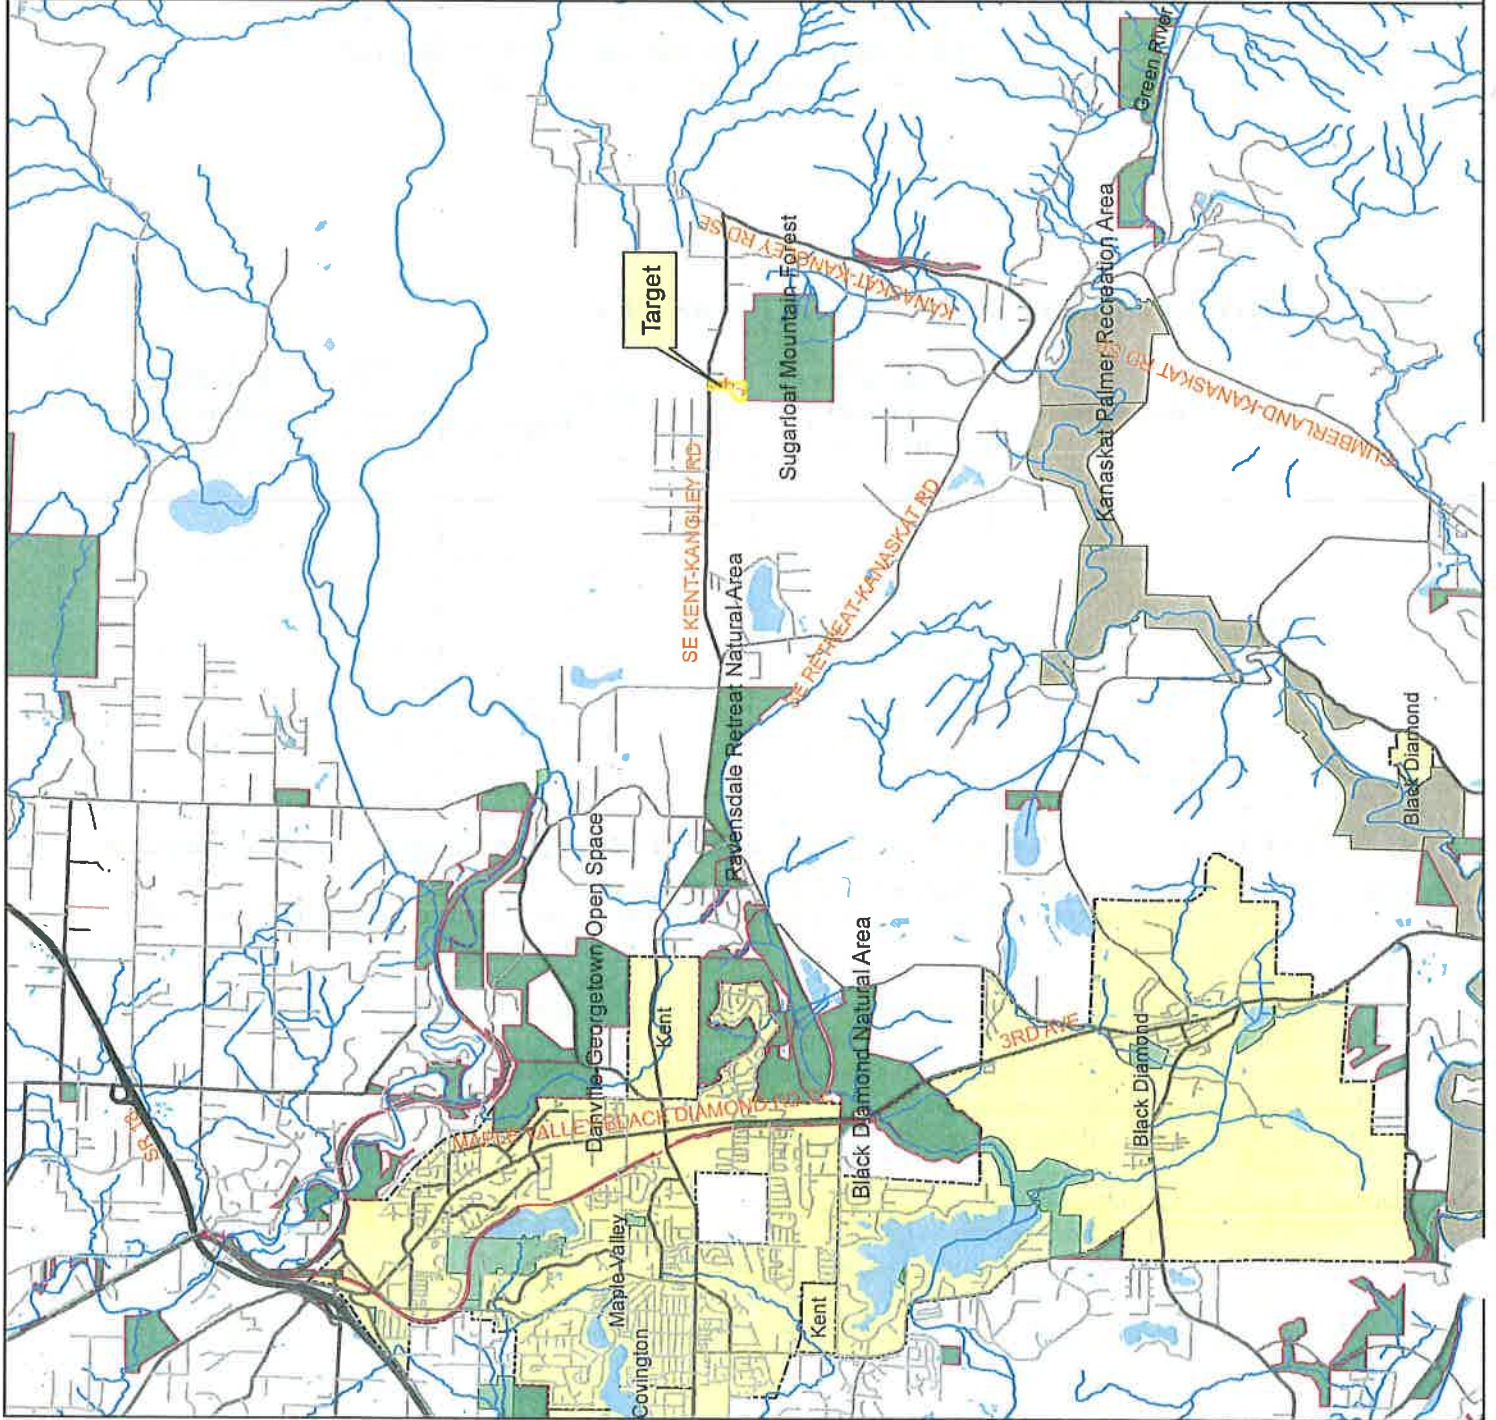 Green River
Kanaskat Palmer Recreation Area
KANASKAT-KANGLEY RD SE
Sugarloaf Mountain Forest
Target
CUMBERLAND-KANASKAT RD SE
SE KENT-KANGLEY RD
SE RETREAT-KANASKAT RD
Ravensdale Retreat Natural Area
Black Diamond
Danville-Georgetown Open Space
Kent
Black Diamond Natural Area
3RD AVE
Black Diamond
MAPLE VALLEY-BLACK DIAMOND RD SE
SR 18
Maple Valley
Kent
Covington